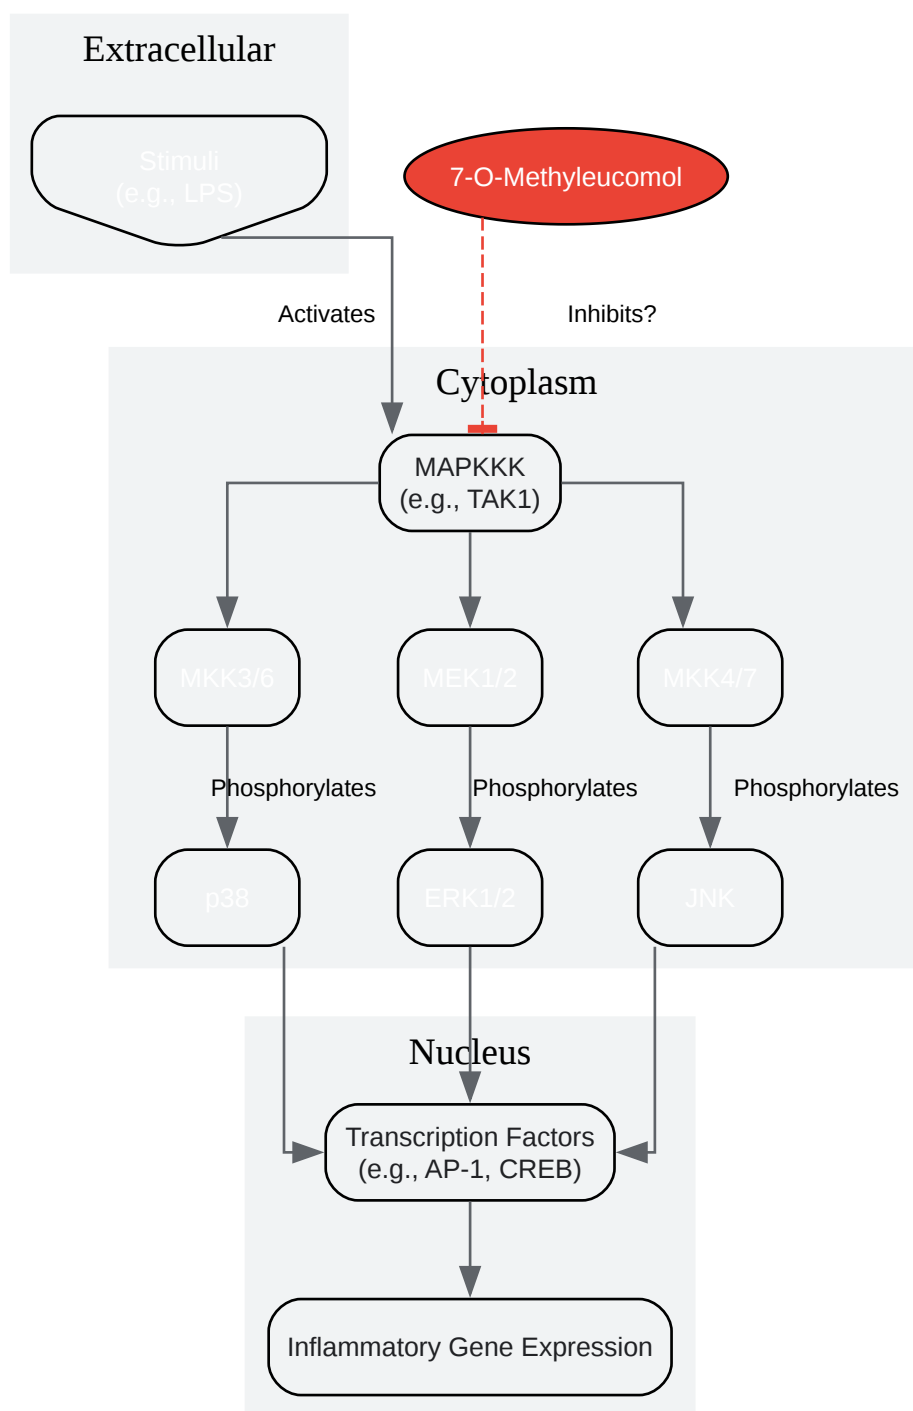 Extracellular
Stimuli
(e.g., LPS)
7-O-Methyleucomol
Activates
Inhibits?
Cytoplasm
MAPKKK
(e.g., TAK1)
MKK3/6
MEK1/2
MKK4/7
Phosphorylates
Phosphorylates
Phosphorylates
p38
ERK1/2
JNK
Nucleus
Transcription Factors
(e.g., AP-1, CREB)
Inflammatory Gene Expression